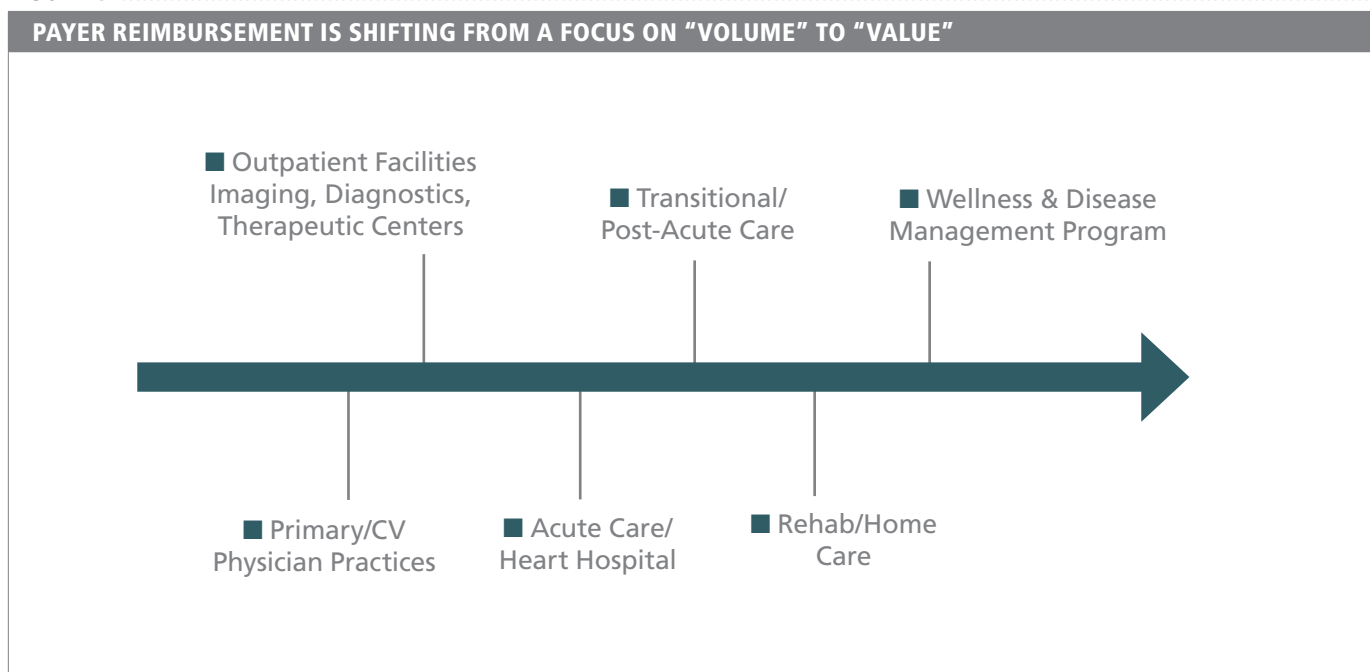 PAYER REIMBURSEMENT IS SHIFTING FROM A FOCUS ON “VOLUME” TO “VALUE”
Outpatient Facilities
Imaging, Diagnostics,
Therapeutic Centers
Transitional/
Post-Acute Care
Wellness & Disease
Management Program
Primary/CV
Physician Practices
Acute Care/
Heart Hospital
Rehab/Home
Care